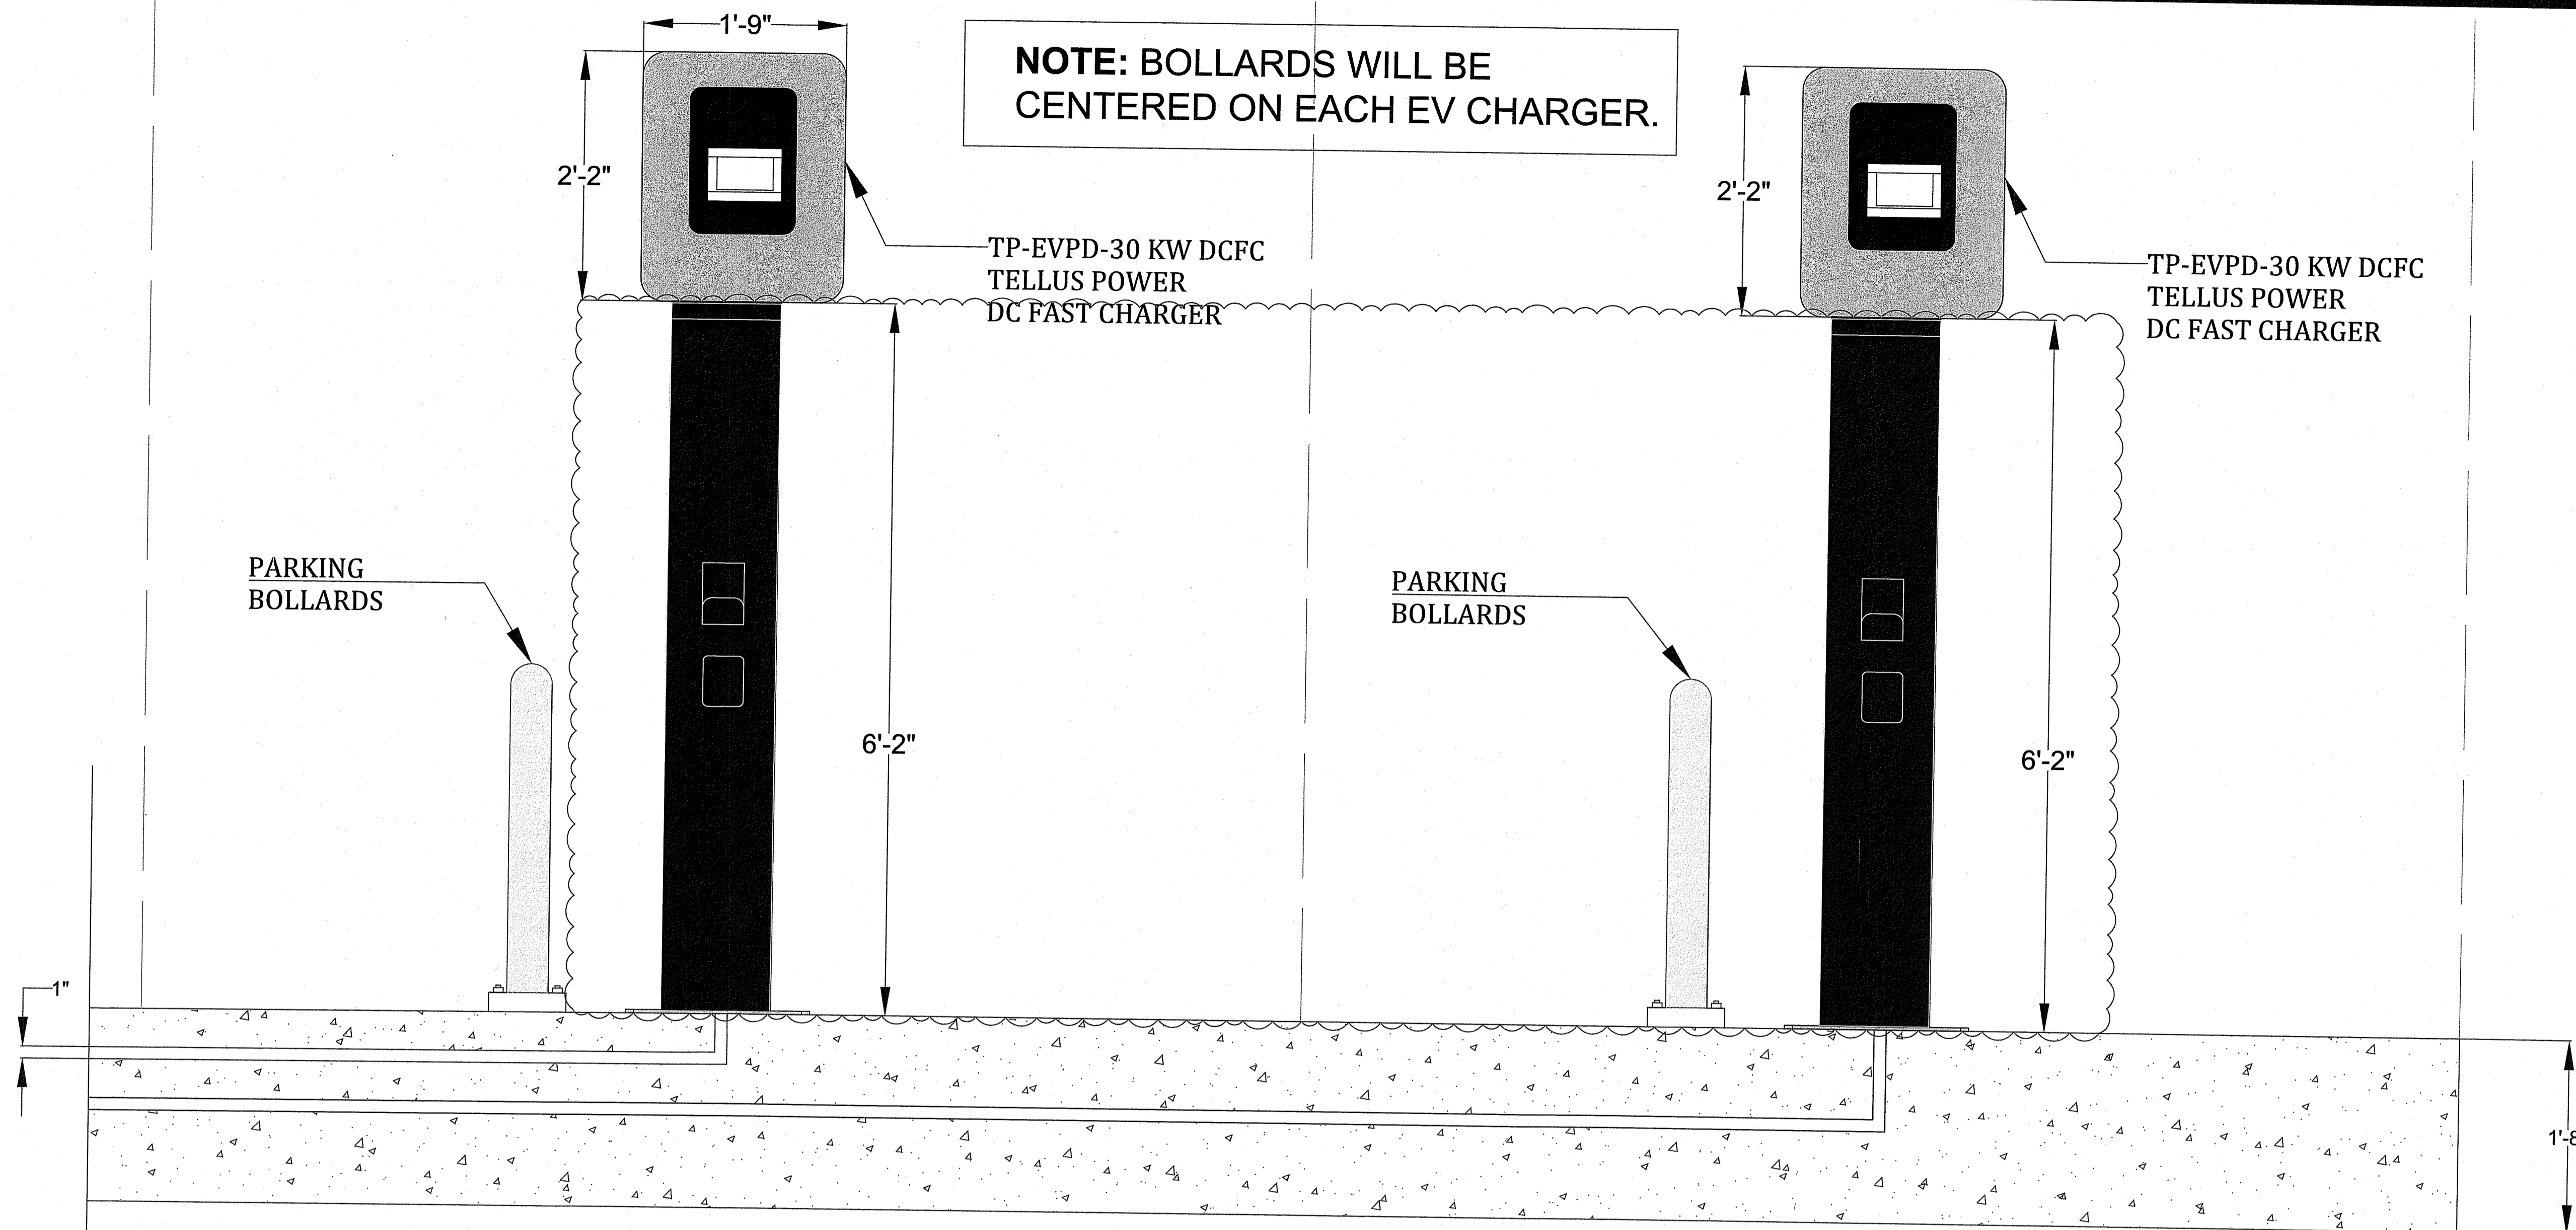 1'-9"
NOTE: BOLLARDS WILL BE
CENTERED ON EACH EV CHARGER.
2'-2"
2'-2"
TP-EVPD-30 KW DCFC
TELLUS POWER
DC FAST CHARGER
TP-EVPD-30 KW DCFC
TELLUS POWER
DC FAST CHARGER
PARKING
BOLLARDS
PARKING
BOLLARDS
6'-2"
6'-2"
1"
1'-8